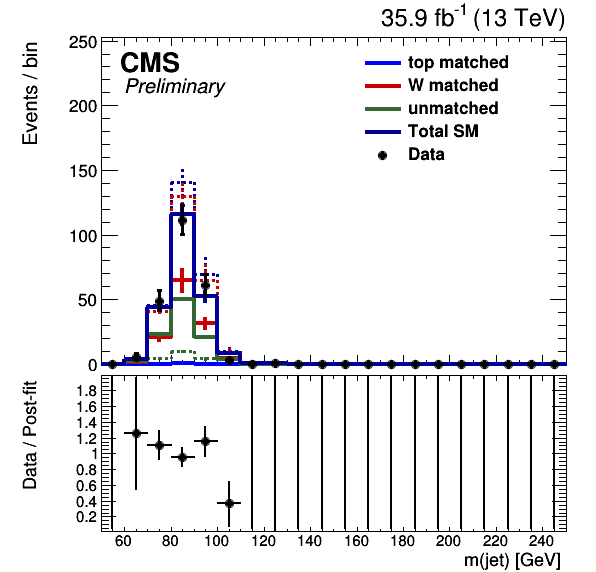 35.9 fb⁻¹ (13 TeV)
CMS
Preliminary
top matched
W matched
unmatched
Total SM
Data
Events / bin
250
200
150
100
50
0
Data / Post-fit
1.8
1.6
1.4
1.2
1
0.8
0.6
0.4
0.2
60 80 100 120 140 160 180 200 220 240
m(jet) [GeV]